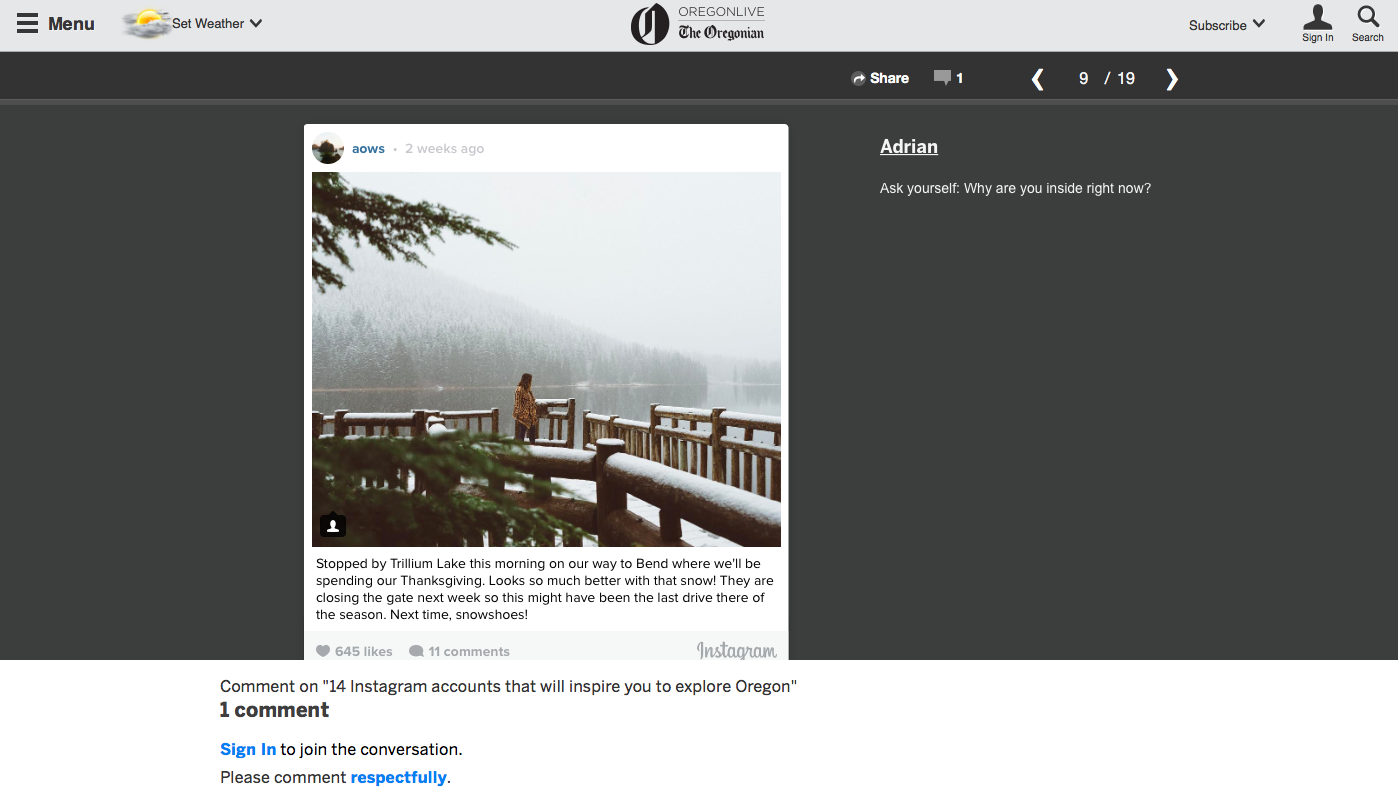 Menu
Set Weather
OREGONLIVE
The Oregonian
Subscribe
Sign In
Search
Share
1
9 / 19
aows • 2 weeks ago
Adrian
Ask yourself: Why are you inside right now?
Stopped by Trillium Lake this morning on our way to Bend where we'll be
spending our Thanksgiving. Looks so much better with that snow! They are
closing the gate next week so this might have been the last drive there of
the season. Next time, snowshoes!
645 likes
11 comments
Instagram
Comment on "14 Instagram accounts that will inspire you to explore Oregon"
1 comment
Sign In to join the conversation.
Please comment respectfully.